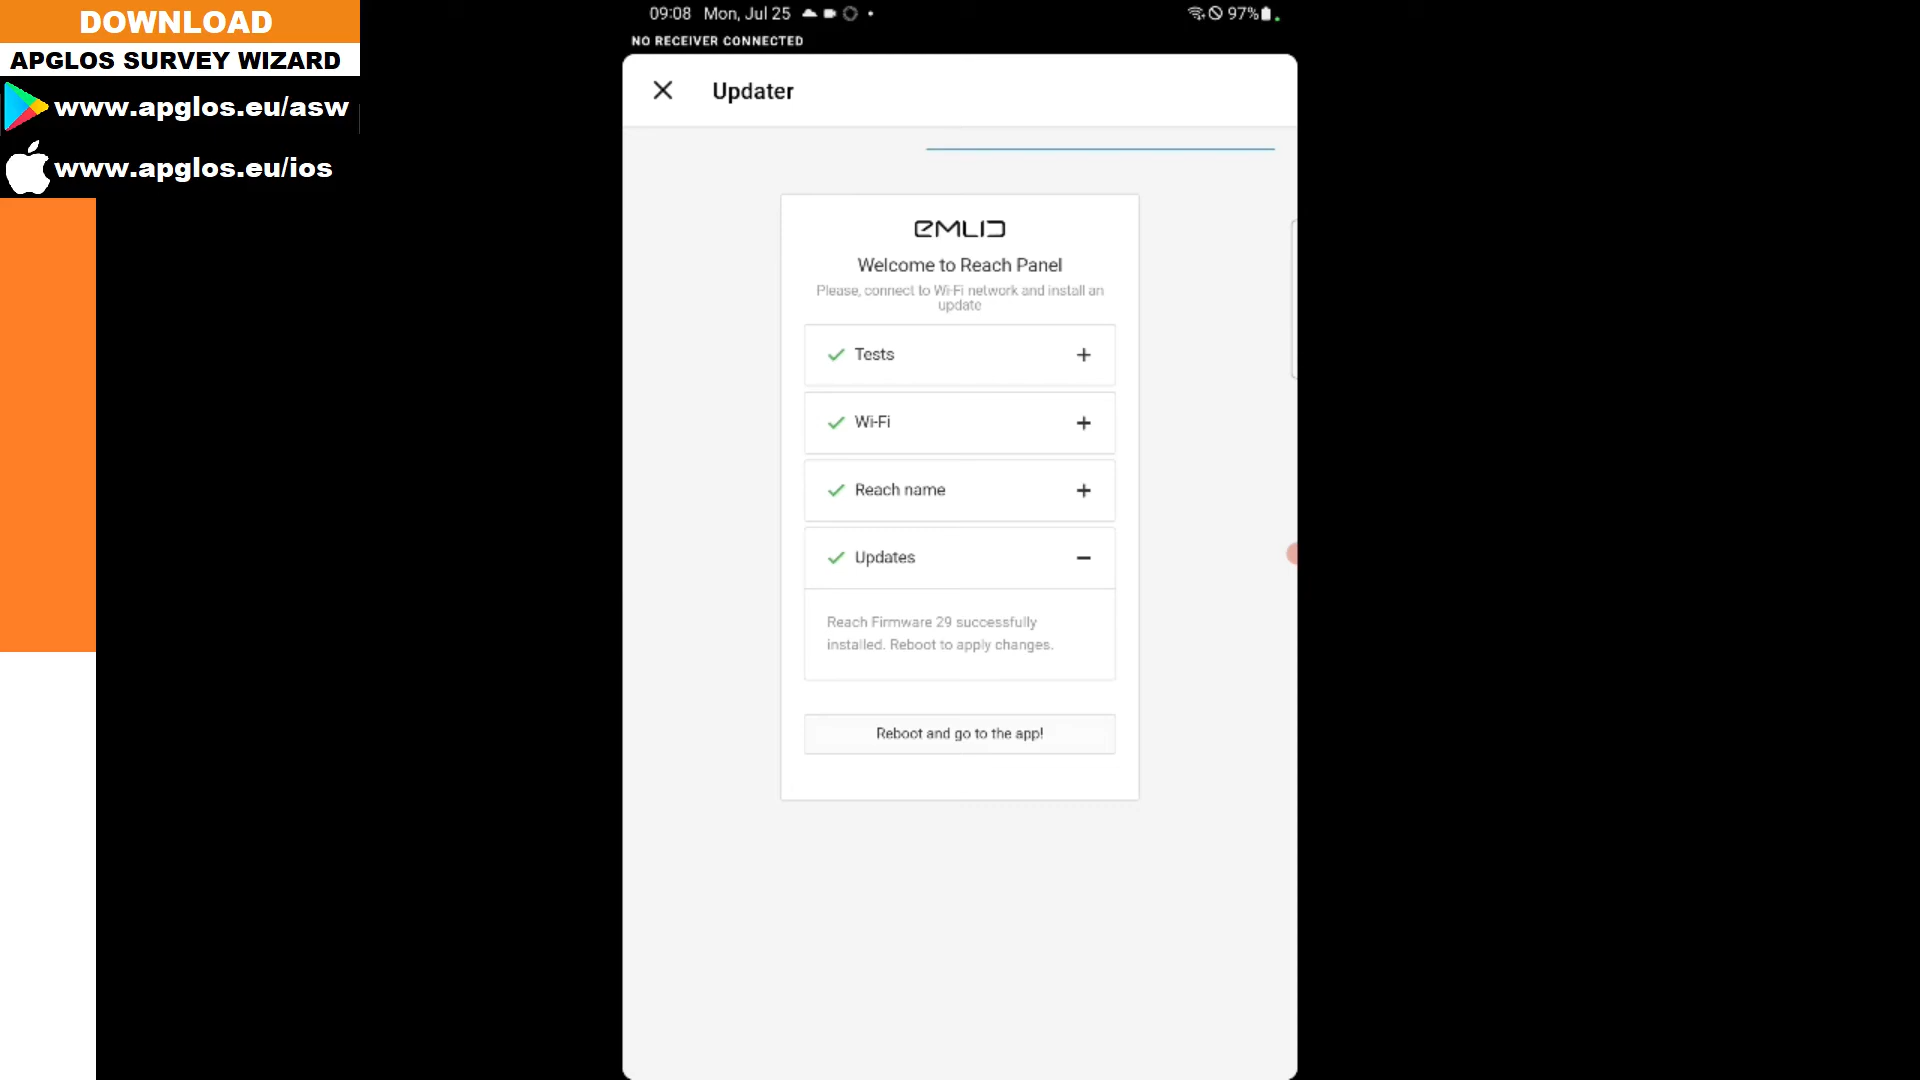 DOWNLOAD
APGLOS SURVEY WIZARD
www.apglos.eu/asw
www.apglos.eu/ios
09:08 Mon, Jul 25
97%
NO RECEIVER CONNECTED
Updater
EMLID
Welcome to Reach Panel
Please, connect to Wi-Fi network and install an
update
Tests
Wi-Fi
Reach name
Updates
Reach Firmware 29 successfully
installed. Reboot to apply changes.
Reboot and go to the app!